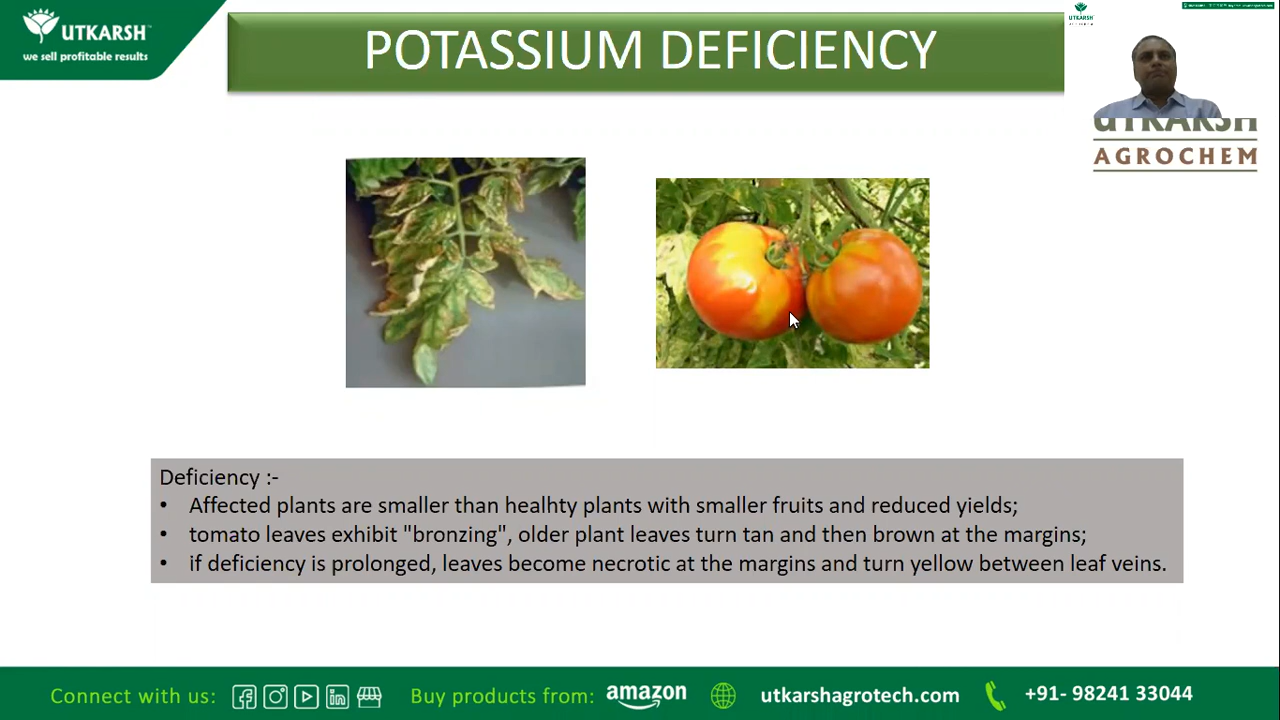 UTKARSH
we sell profitable results
POTASSIUM DEFICIENCY
UTKARSH
AGROCHEM
Deficiency :-
• Affected plants are smaller than healhty plants with smaller fruits and reduced yields;
• tomato leaves exhibit "bronzing", older plant leaves turn tan and then brown at the margins;
• if deficiency is prolonged, leaves become necrotic at the margins and turn yellow between leaf veins.
Connect with us:
Buy products from: amazon
utkarshagrotech.com
+91- 98241 33044